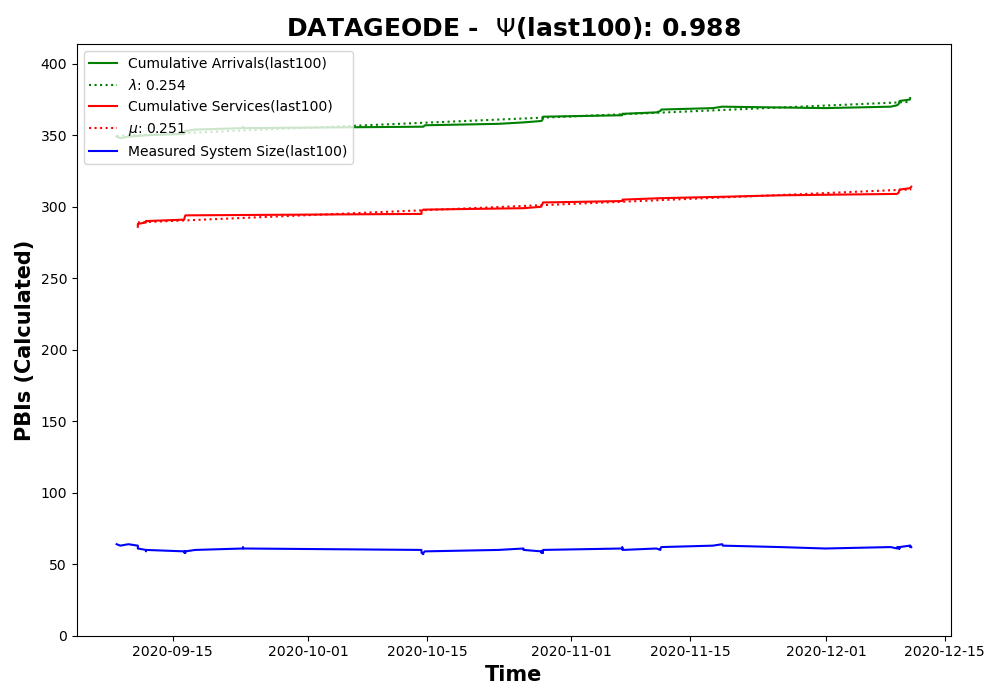 DATAGEODE - Ψ(last100): 0.988
Cumulative Arrivals(last100)
λ: 0.254
Cumulative Services(last100)
μ: 0.251
Measured System Size(last100)
400
350
300
250
200
150
100
50
0
PBIs (Calculated)
2020-09-15 2020-10-01 2020-10-15 2020-11-01 2020-11-15 2020-12-01 2020-12-15
Time